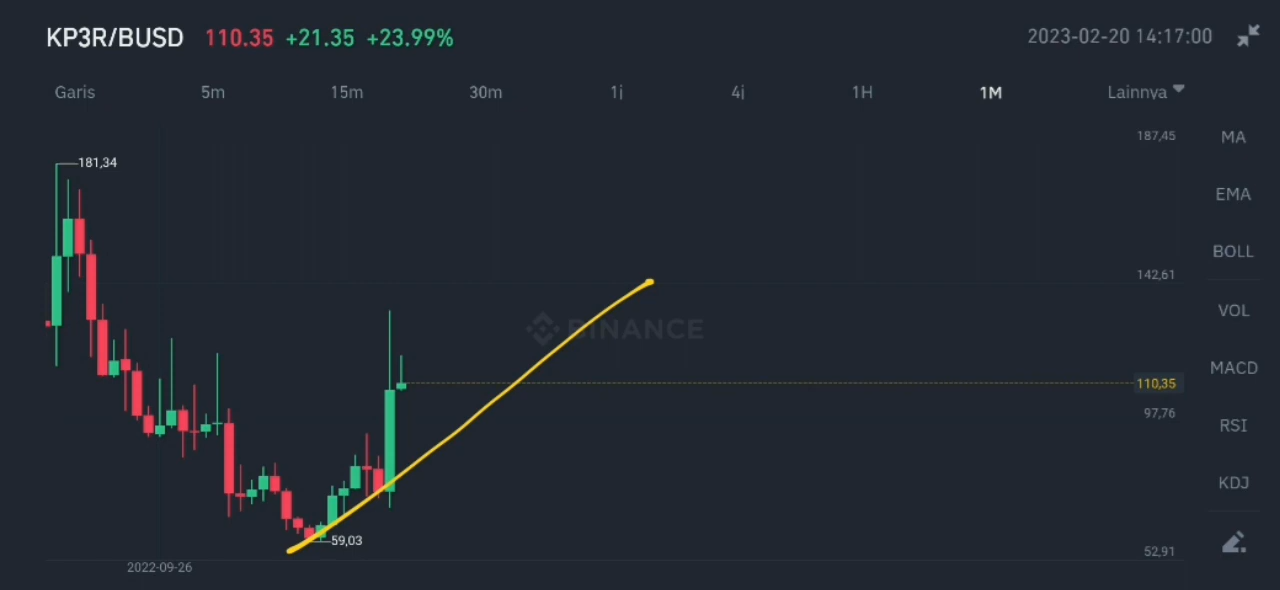 KP3R/BUSD 110.35 +21.35 +23.99% 2023-02-20 14:17:00
Garis 5m 15m 30m 1j 4j 1H 1M Lainnya
187,45
MA
181,34
EMA
BOLL
142,61
VOL
BINANCE
MACD
110,35
97,76
RSI
KDJ
59,03
52,91
2022-09-26